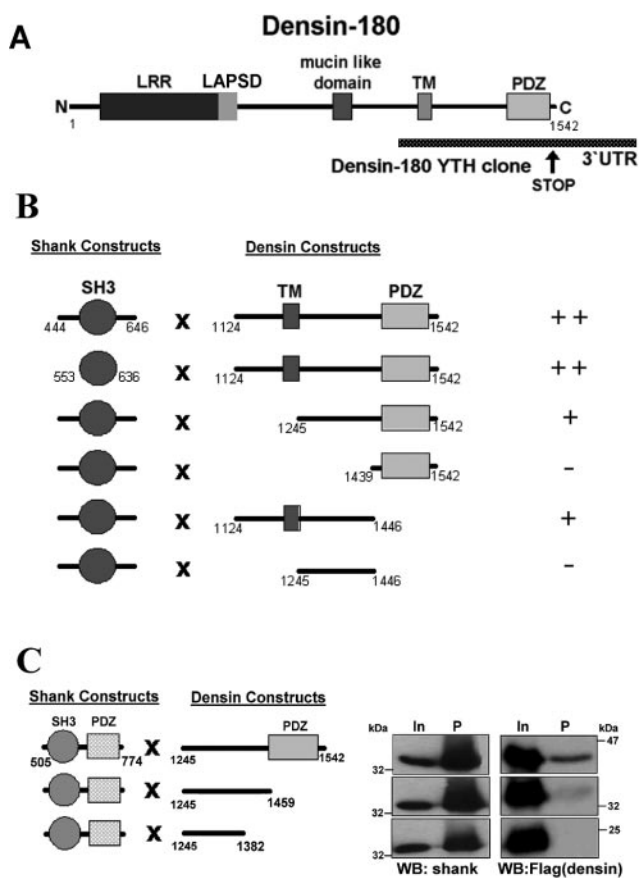 A
Densin-180
LRR LAPSD mucin like domain TM PDZ
N C
1 1542
Densin-180 YTH clone 3`UTR
STOP
B
Shank Constructs Densin Constructs
SH3 TM PDZ
444 646 X 1124 1542 ++
553 636 X 1124 1542 ++
X 1245 1542 +
X 1439 1542 –
X 1124 1446 +
X 1245 1446 –
C
Shank Constructs Densin Constructs
SH3 PDZ PDZ
505 774 X 1245 1542
X 1245 1459
X 1245 1382
kDa In P In P kDa
32 47
32 32
32 25
WB: shank WB:Flag(densin)